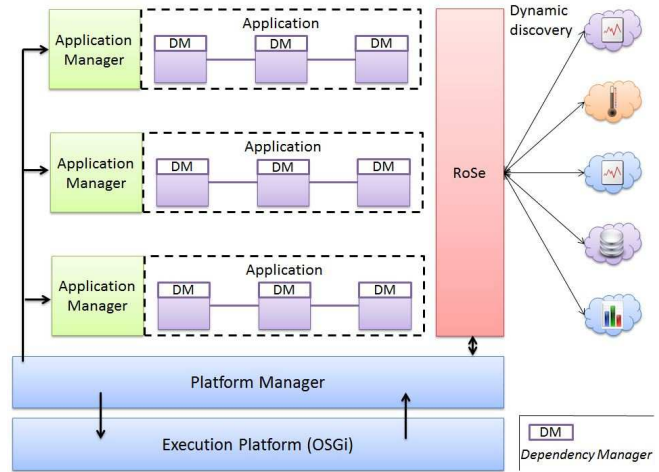 Application
Dynamic
discovery
Application
Manager
DM
DM
DM
Application
Application
Manager
DM
DM
DM
RoSe
Application
Application
Manager
DM
DM
DM
Platform Manager
Execution Platform (OSGi)
DM
Dependency Manager